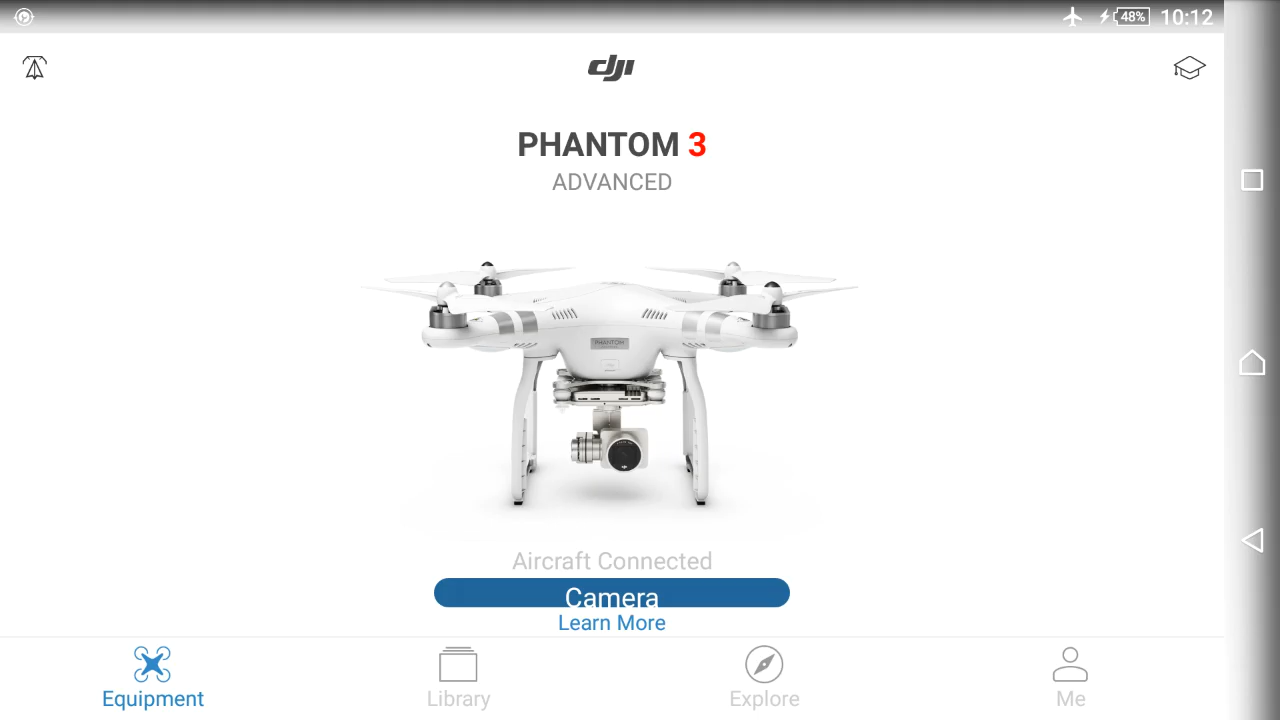 48% 10:12
dji
PHANTOM 3
ADVANCED
PHANTOM
Aircraft Connected
Camera
Learn More
Equipment Library Explore Me